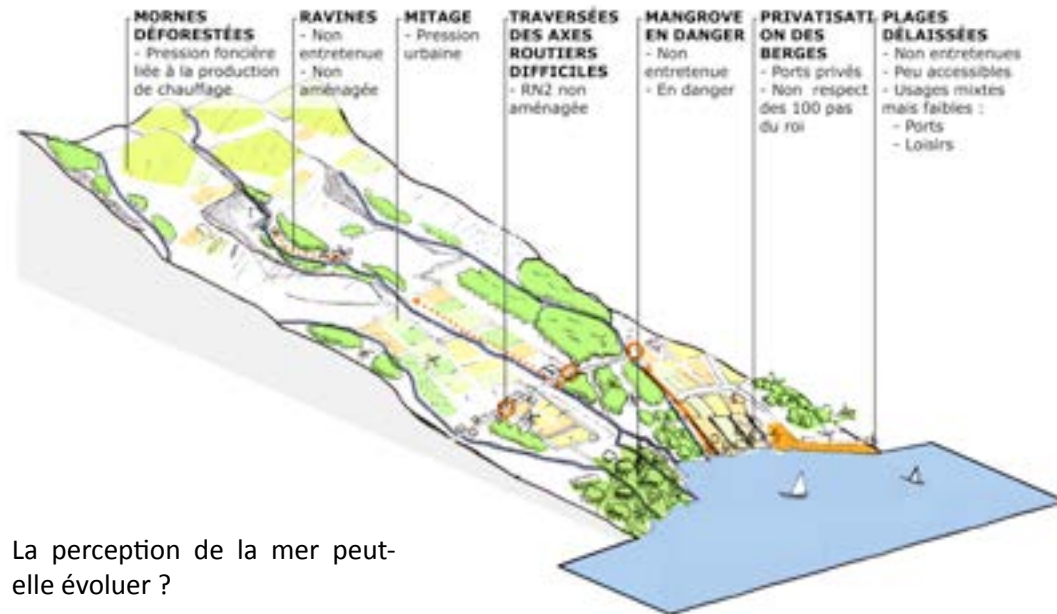 MORNES
DÉFORESTÉES
- Pression foncière
liée à la production
de chauffage
RAVINES
- Non
entretenue
- Non
aménagée
MITAGE
- Pression
urbaine
TRAVERSÉES
DES AXES
ROUTIERS
DIFFICILES
- RN2 non
aménagée
MANGROVE
EN DANGER
- Non
entretenue
- En danger
PRIVATISATI
ON DES
BERGES
- Ports privés
- Non respect
des 100 pas
du roi
PLAGES
DÉLAISSÉES
- Non entretenues
- Peu accessibles
- Usages mixtes
mais faibles :
- Ports
- Loisirs
La perception de la mer peut-
elle évoluer ?